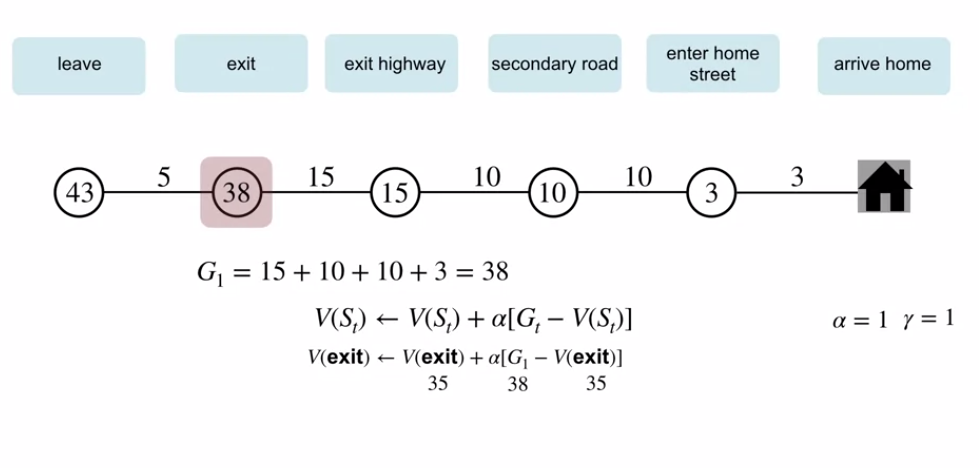 leave exit exit highway secondary road enter home street arrive home
5 15 10 10 3
43 38 15 10 3
G₁ = 15 + 10 + 10 + 3 = 38
V(Sₜ) ← V(Sₜ) + α[Gₜ − V(Sₜ)]
α = 1 γ = 1
V(exit) ← V(exit) + α[G₁ − V(exit)]
35 38 35